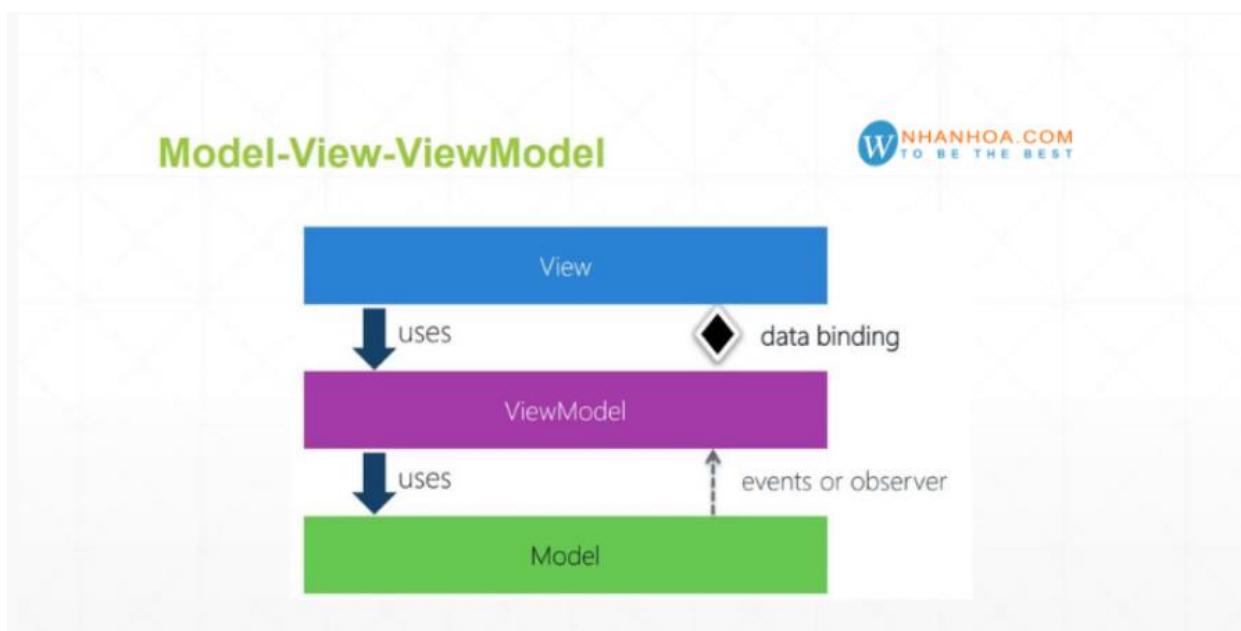 Model-View-ViewModel
W NHANHOA.COM
TO BE THE BEST
View
uses
data binding
ViewModel
uses
events or observer
Model